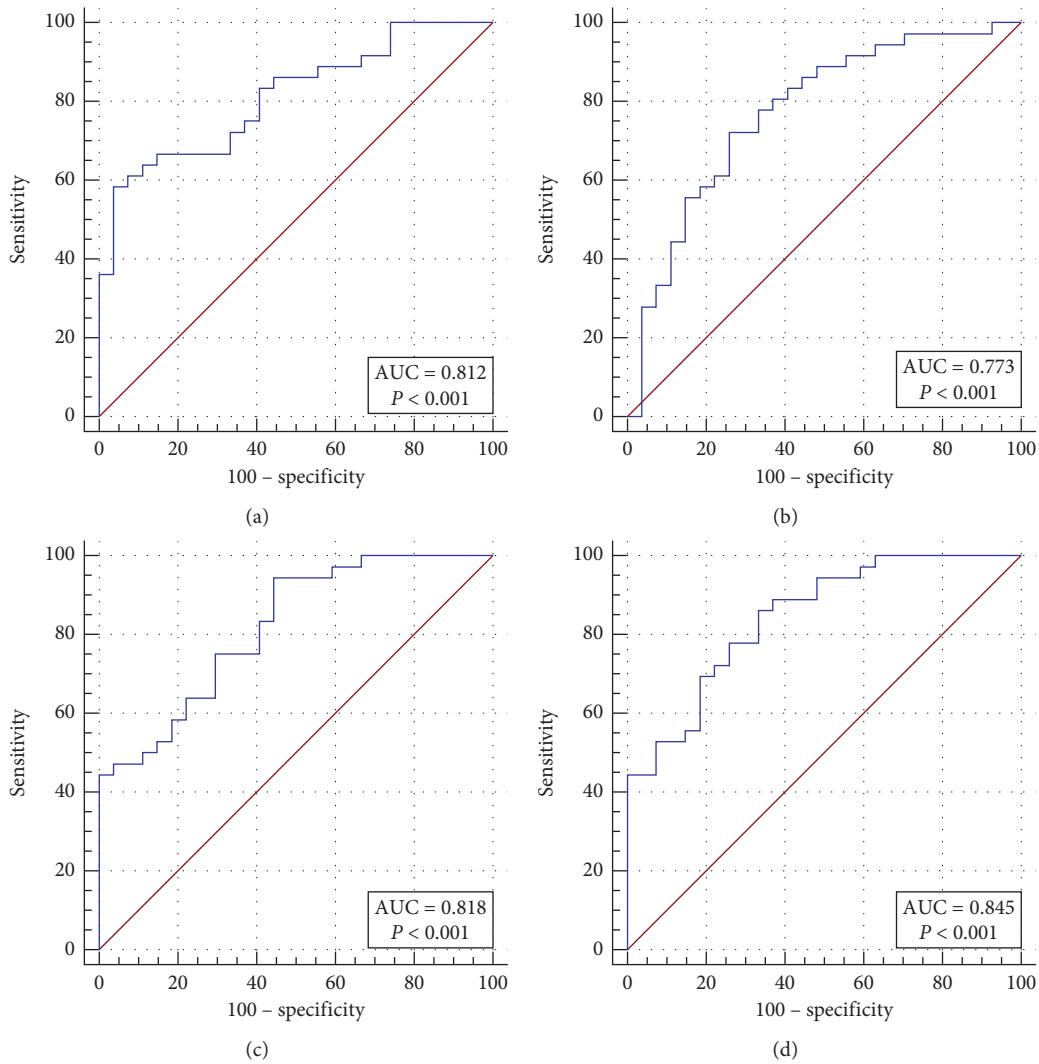 100
80
60
40
20
0
Sensitivity
AUC = 0.812
P < 0.001
0 20 40 60 80 100
100 – specificity
(a)
100
80
60
40
20
0
Sensitivity
AUC = 0.773
P < 0.001
0 20 40 60 80 100
100 – specificity
(b)
100
80
60
40
20
0
Sensitivity
AUC = 0.818
P < 0.001
0 20 40 60 80 100
100 – specificity
(c)
100
80
60
40
20
0
Sensitivity
AUC = 0.845
P < 0.001
0 20 40 60 80 100
100 – specificity
(d)